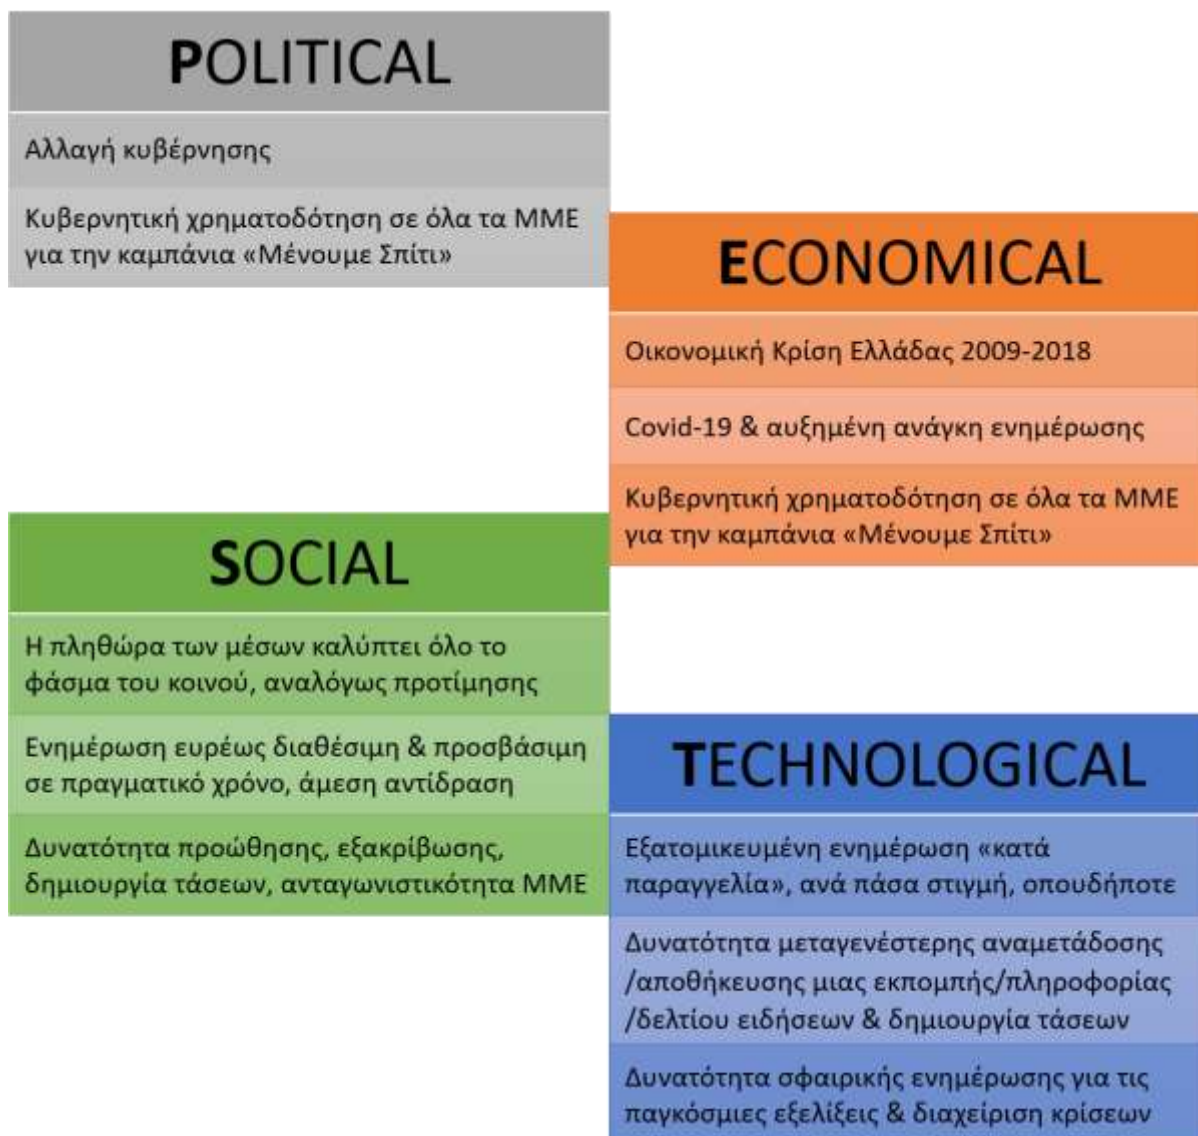 POLITICAL
Αλλαγή κυβέρνησης
Κυβερνητική χρηματοδότηση σε όλα τα ΜΜΕ
για την καμπάνια «Μένουμε Σπίτι»
ECONOMICAL
Οικονομική Κρίση Ελλάδας 2009-2018
Covid-19 & αυξημένη ανάγκη ενημέρωσης
Κυβερνητική χρηματοδότηση σε όλα τα ΜΜΕ
για την καμπάνια «Μένουμε Σπίτι»
SOCIAL
Η πληθώρα των μέσων καλύπτει όλο το
φάσμα του κοινού, αναλόγως προτίμησης
Ενημέρωση ευρέως διαθέσιμη & προσβάσιμη
σε πραγματικό χρόνο, άμεση αντίδραση
Δυνατότητα προώθησης, εξακρίβωσης,
δημιουργία τάσεων, ανταγωνιστικότητα ΜΜΕ
TECHNOLOGICAL
Εξατομικευμένη ενημέρωση «κατά
παραγγελία», ανά πάσα στιγμή, οπουδήποτε
Δυνατότητα μεταγενέστερης αναμετάδοσης
/αποθήκευσης μιας εκπομπής/πληροφορίας
/δελτίου ειδήσεων & δημιουργία τάσεων
Δυνατότητα σφαιρικής ενημέρωσης για τις
παγκόσμιες εξελίξεις & διαχείριση κρίσεων